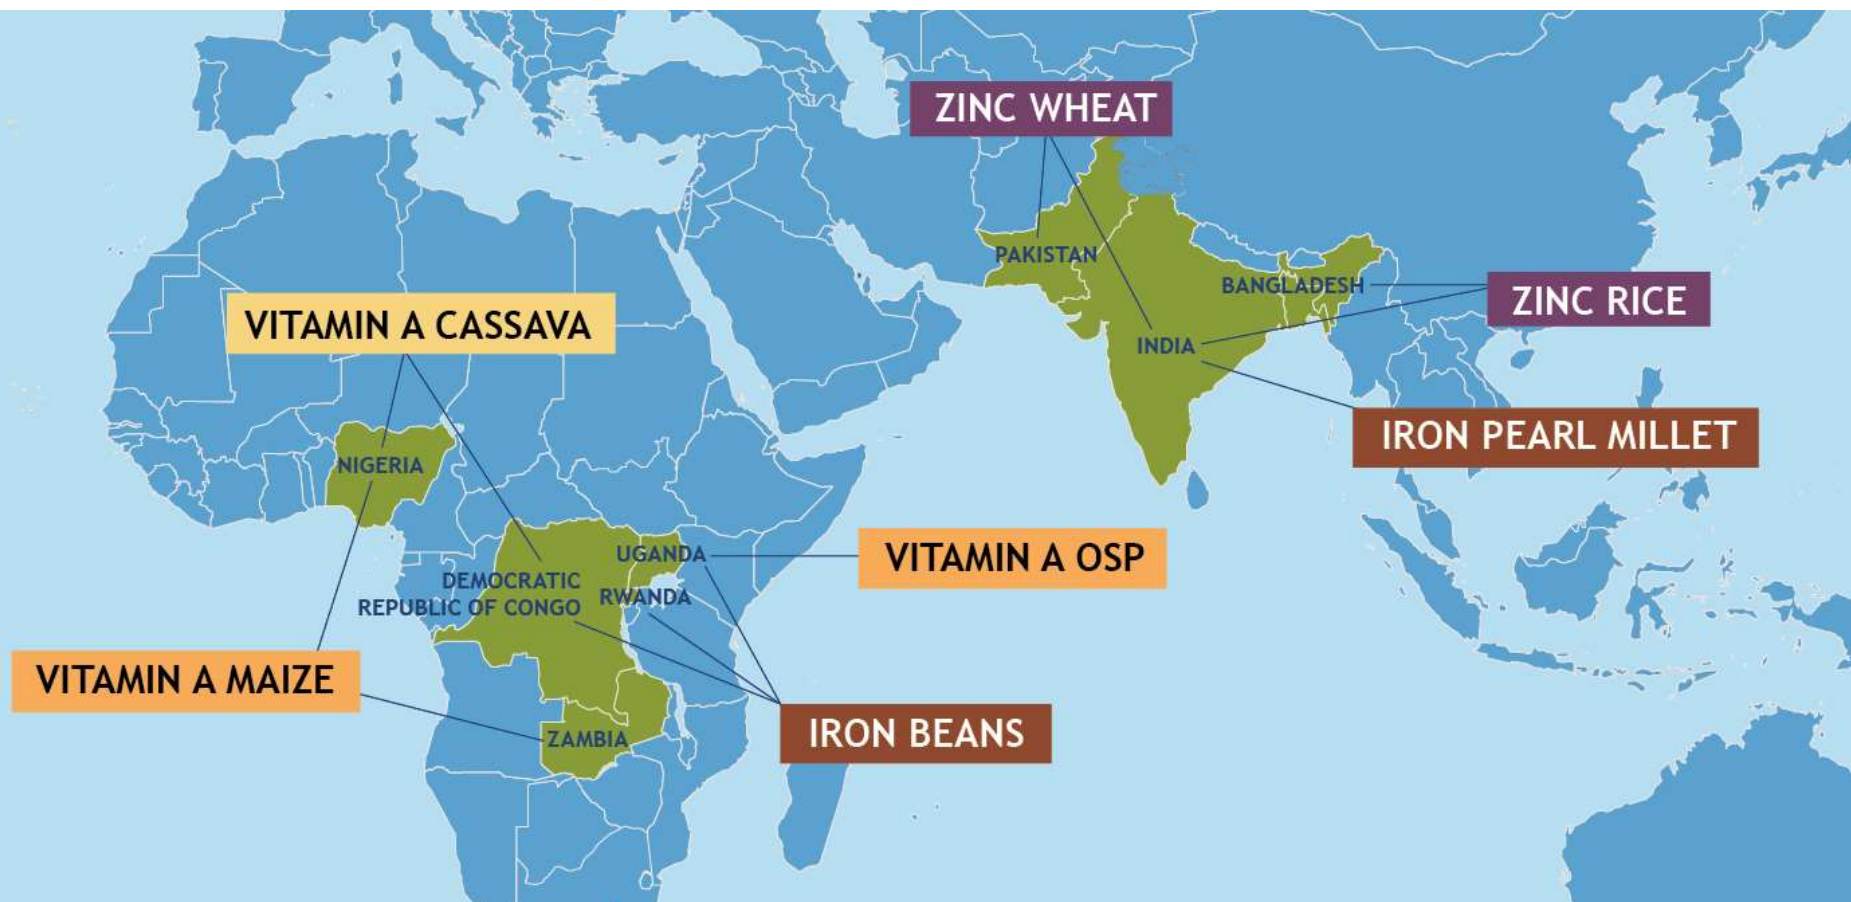 ZINC WHEAT
PAKISTAN
BANGLADESH
ZINC RICE
VITAMIN A CASSAVA
INDIA
IRON PEARL MILLET
NIGERIA
UGANDA
VITAMIN A OSP
DEMOCRATIC
REPUBLIC OF CONGO
RWANDA
VITAMIN A MAIZE
IRON BEANS
ZAMBIA